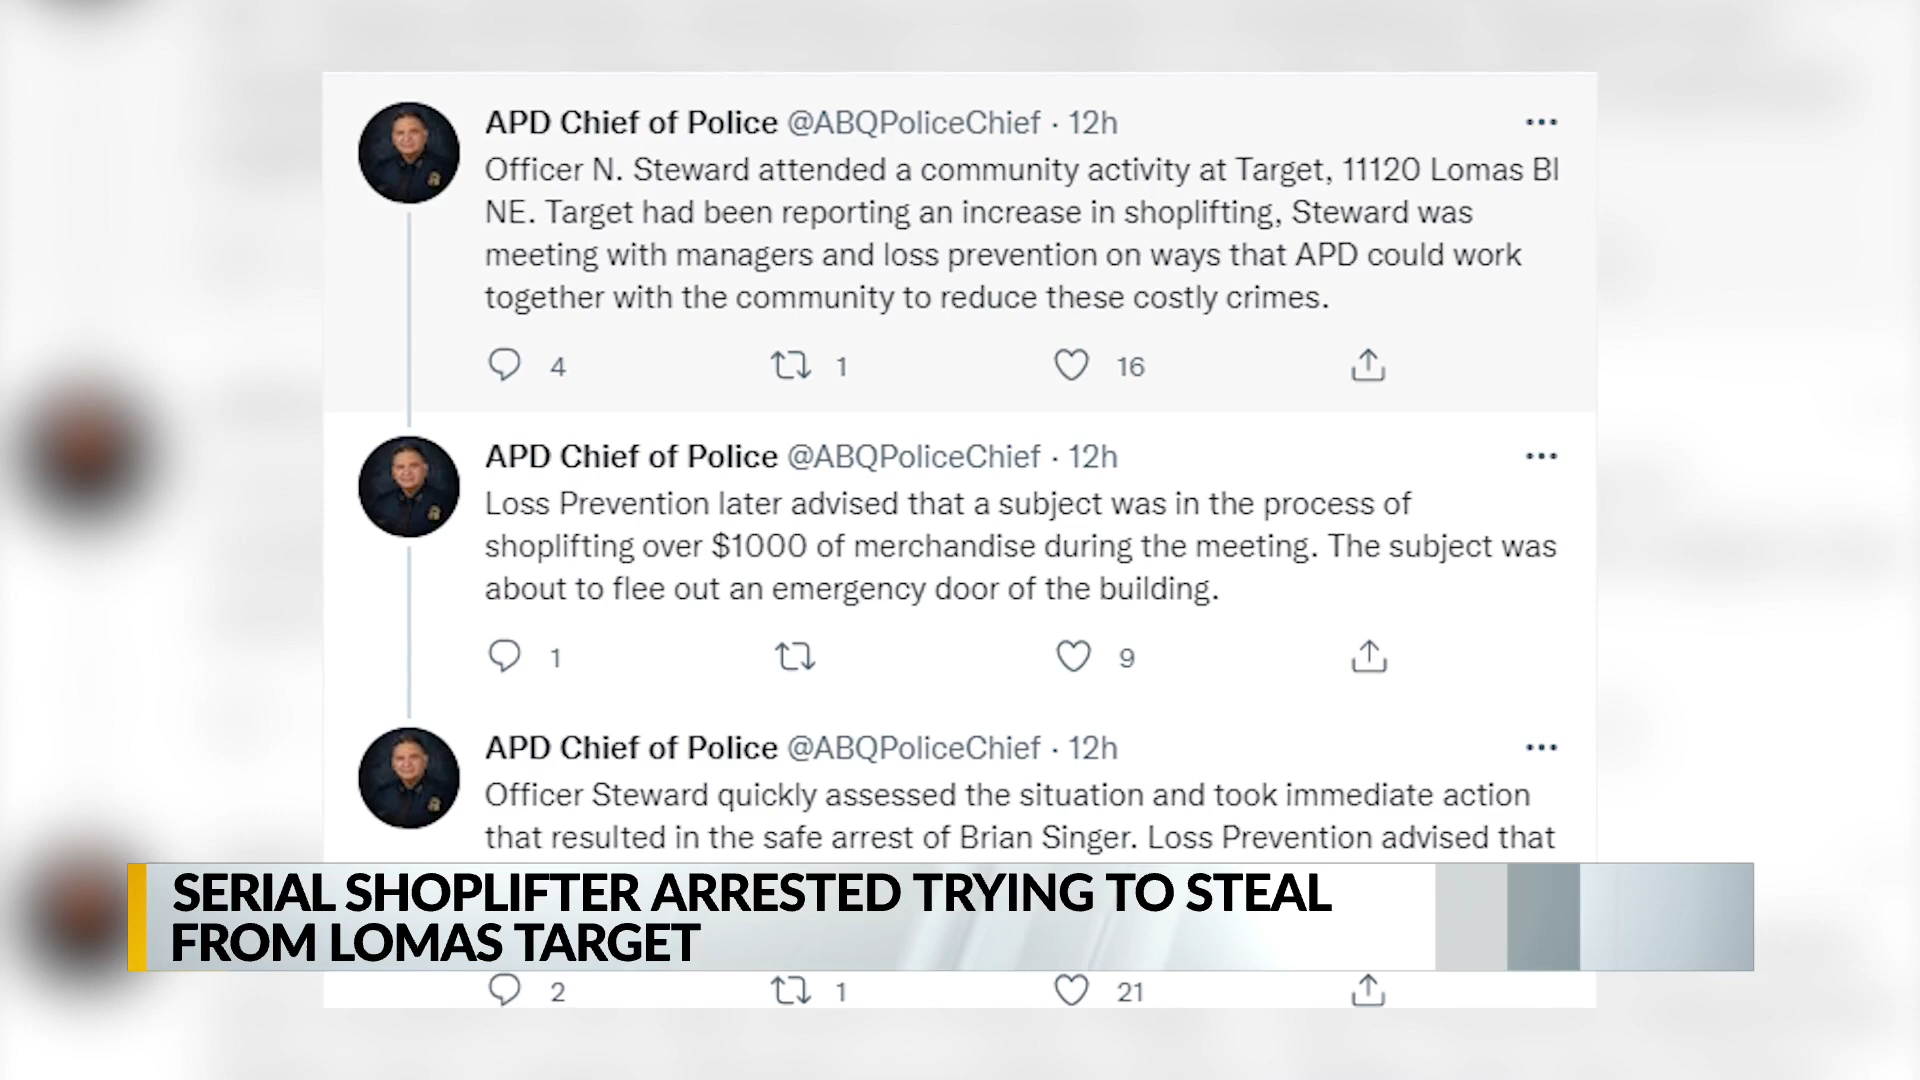 APD Chief of Police @ABQPoliceChief · 12h
Officer N. Steward attended a community activity at Target, 11120 Lomas Bl
NE. Target had been reporting an increase in shoplifting, Steward was
meeting with managers and loss prevention on ways that APD could work
together with the community to reduce these costly crimes.
4 1 16
APD Chief of Police @ABQPoliceChief · 12h
Loss Prevention later advised that a subject was in the process of
shoplifting over $1000 of merchandise during the meeting. The subject was
about to flee out an emergency door of the building.
1 9
APD Chief of Police @ABQPoliceChief · 12h
Officer Steward quickly assessed the situation and took immediate action
that resulted in the safe arrest of Brian Singer. Loss Prevention advised that
SERIAL SHOPLIFTER ARRESTED TRYING TO STEAL
FROM LOMAS TARGET
2 1 21